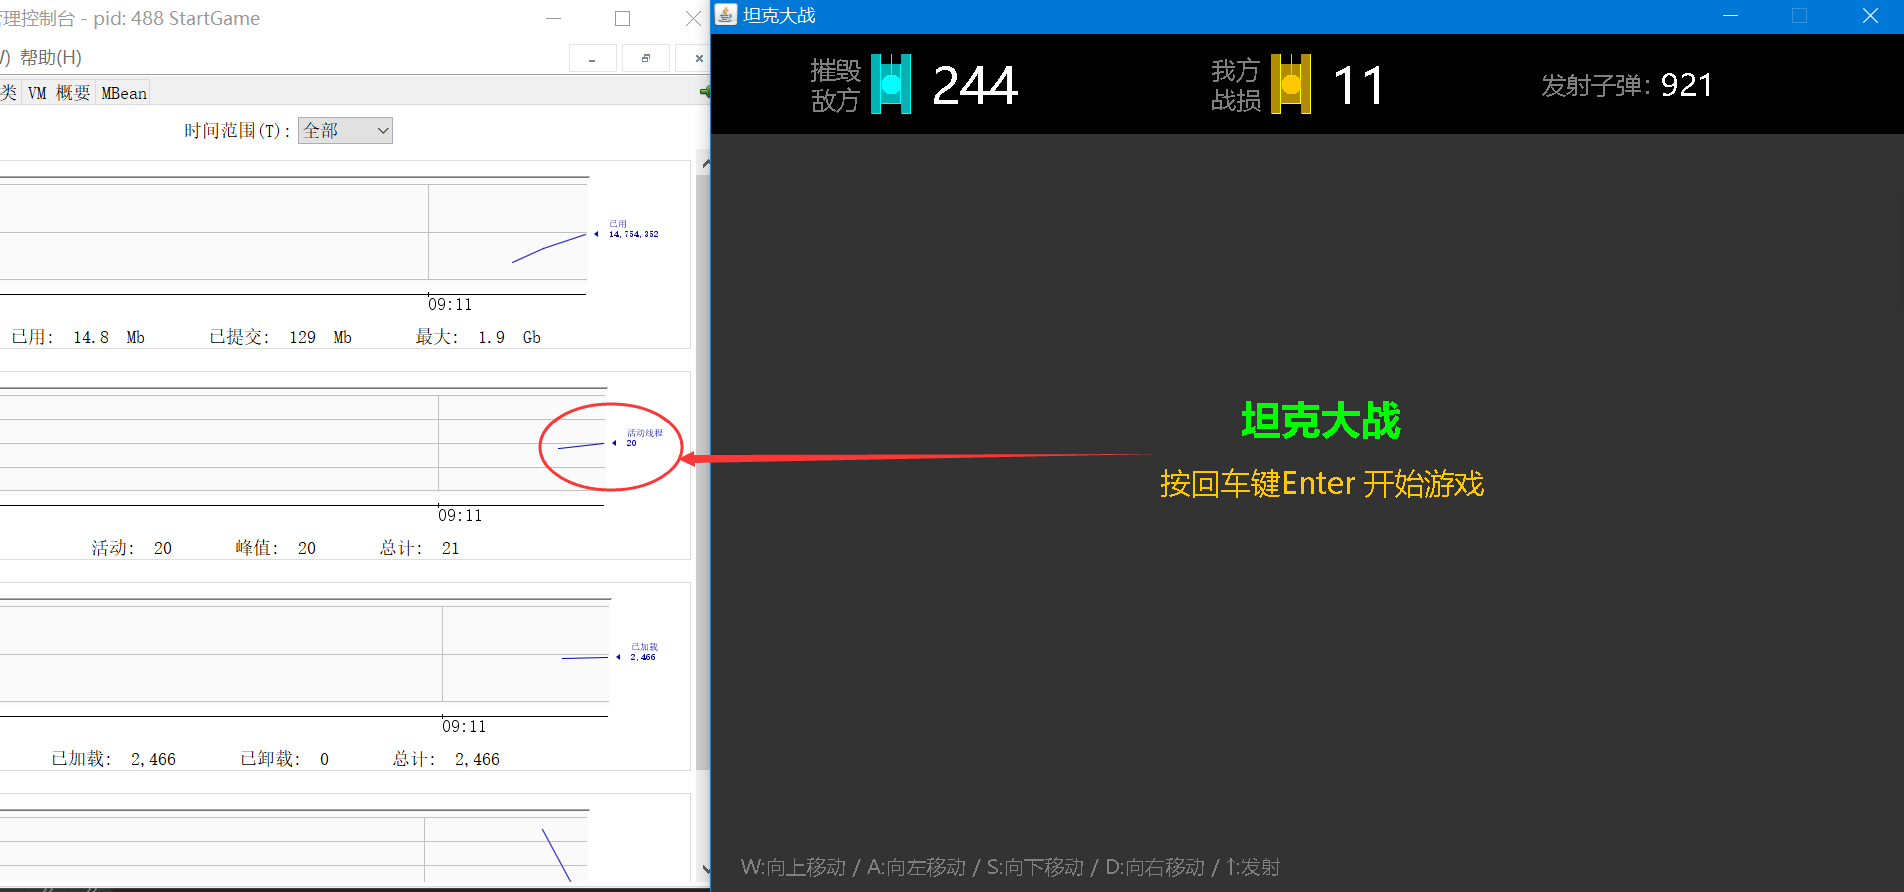 理控制台 - pid: 488 StartGame
帮助(H)
类 VM 概要 MBean
时间范围(T): 全部
已用
14,754,352
09:11
已用: 14.8 Mb 已提交: 129 Mb 最大: 1.9 Gb
活动线程
20
09:11
活动: 20 峰值: 20 总计: 21
已加载
2,466
09:11
已加载: 2,466 已卸载: 0 总计: 2,466
坦克大战
摧毁
敌方
244
我方
战损
11
发射子弹: 921
坦克大战
按回车键Enter 开始游戏
W:向上移动 / A:向左移动 / S:向下移动 / D:向右移动 / ↑:发射